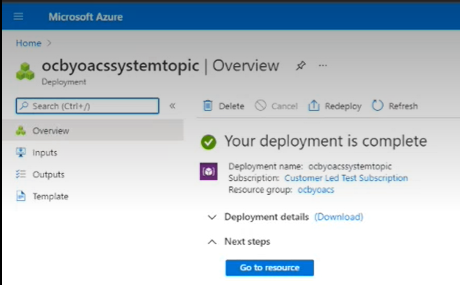 Microsoft Azure
Home >
ocbyoacssystemtopic | Overview ...
Deployment
Search (Ctrl+/) «
Delete Cancel Redeploy Refresh
Overview
Inputs
Outputs
Template
Your deployment is complete
Deployment name: ocbyoacssystemtopic
Subscription: Customer Led Test Subscription
Resource group: ocbyoacs
Deployment details (Download)
Next steps
Go to resource